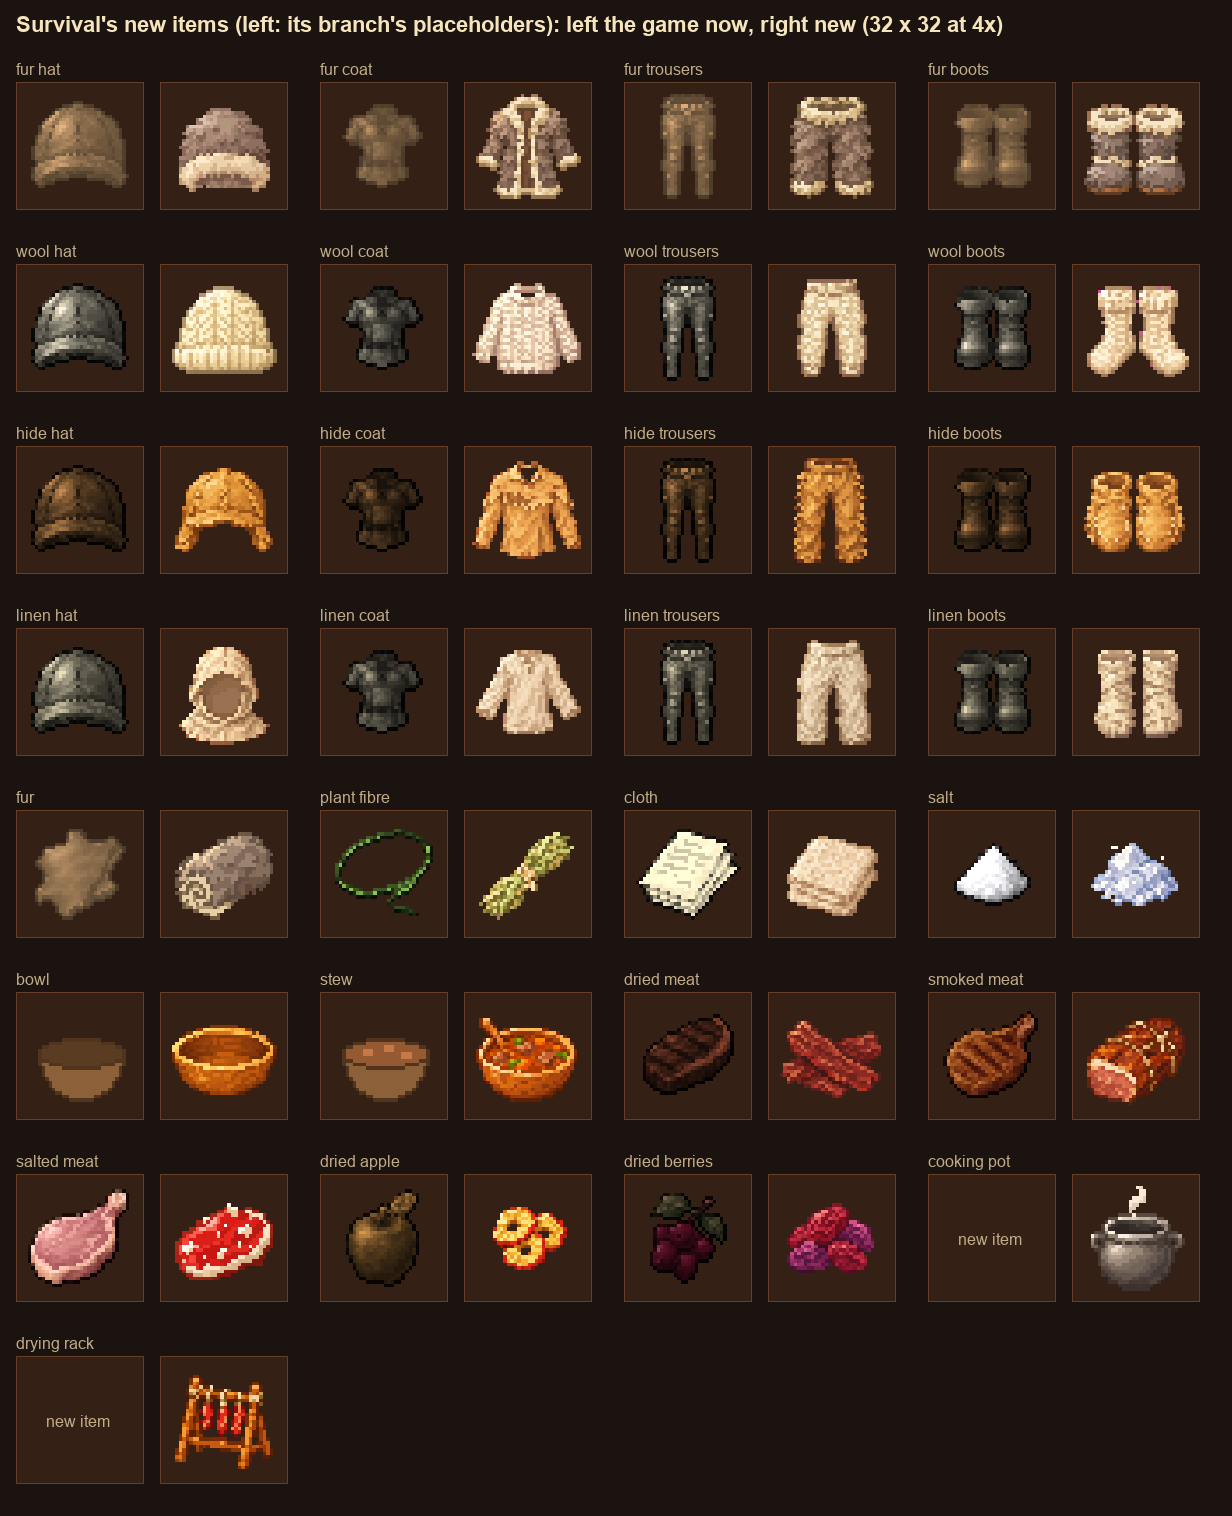 Survival's new items (left: its branch's placeholders): left the game now, right new (32 x 32 at 4x)
fur hat
fur coat
fur trousers
fur boots
wool hat
wool coat
wool trousers
wool boots
hide hat
hide coat
hide trousers
hide boots
linen hat
linen coat
linen trousers
linen boots
fur
plant fibre
cloth
salt
bowl
stew
dried meat
smoked meat
salted meat
dried apple
dried berries
cooking pot
new item
drying rack
new item